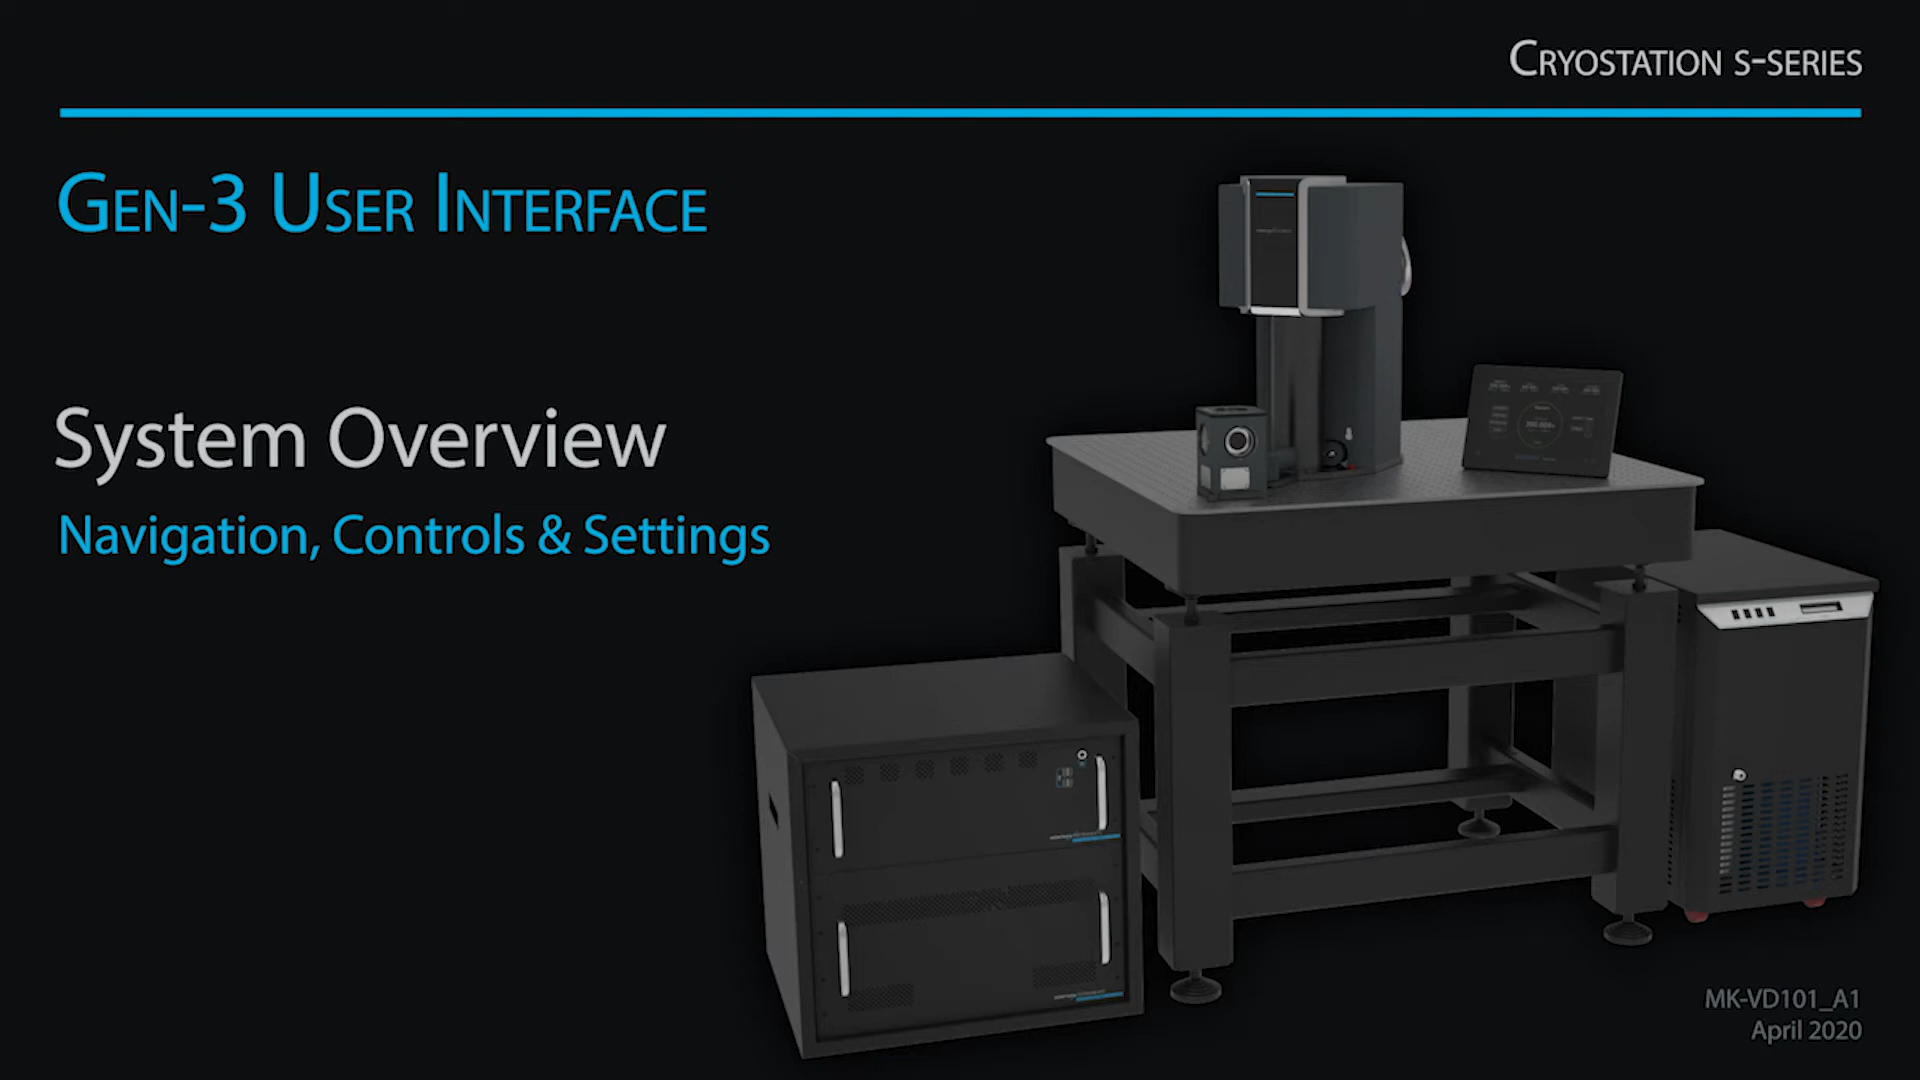 Cryostation s-series
Gen-3 User Interface
System Overview
Navigation, Controls & Settings
MK-VD101_A1
April 2020